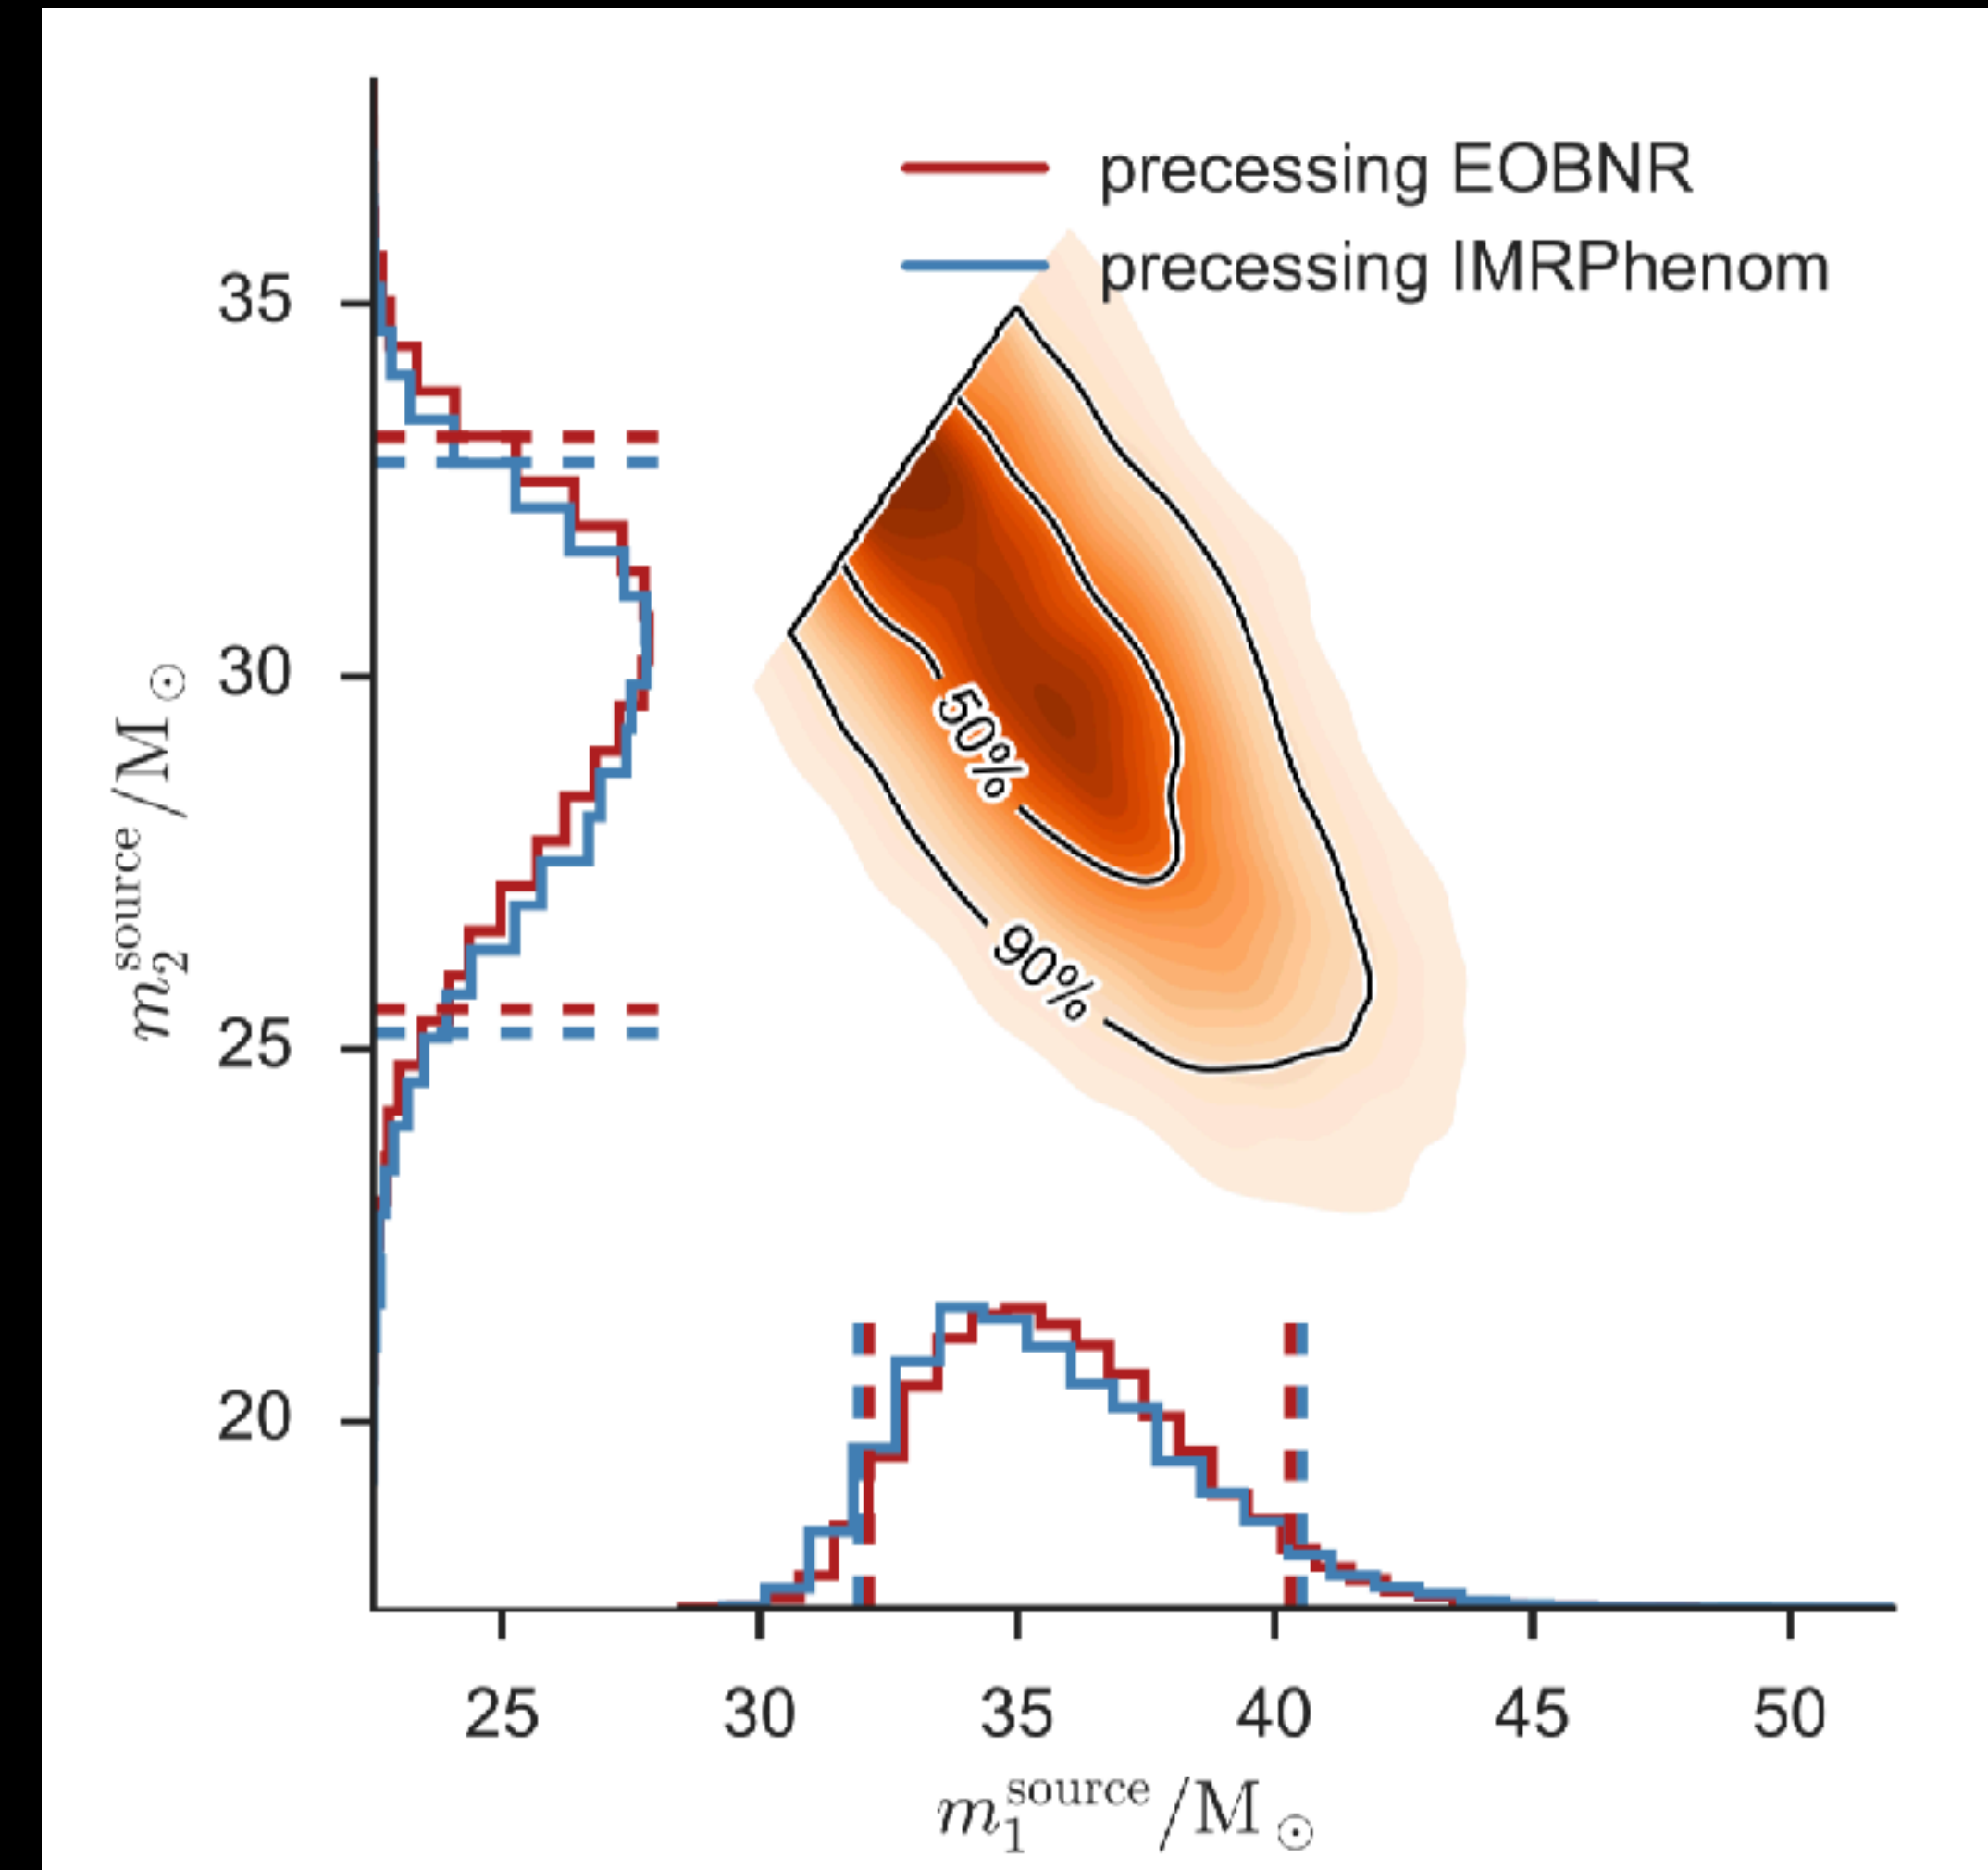 precessing EOBNR
precessing IMRPhenom
35
30
25
20
m₂^source/M⊙
50%
90%
25 30 35 40 45 50
m₁^source/M⊙